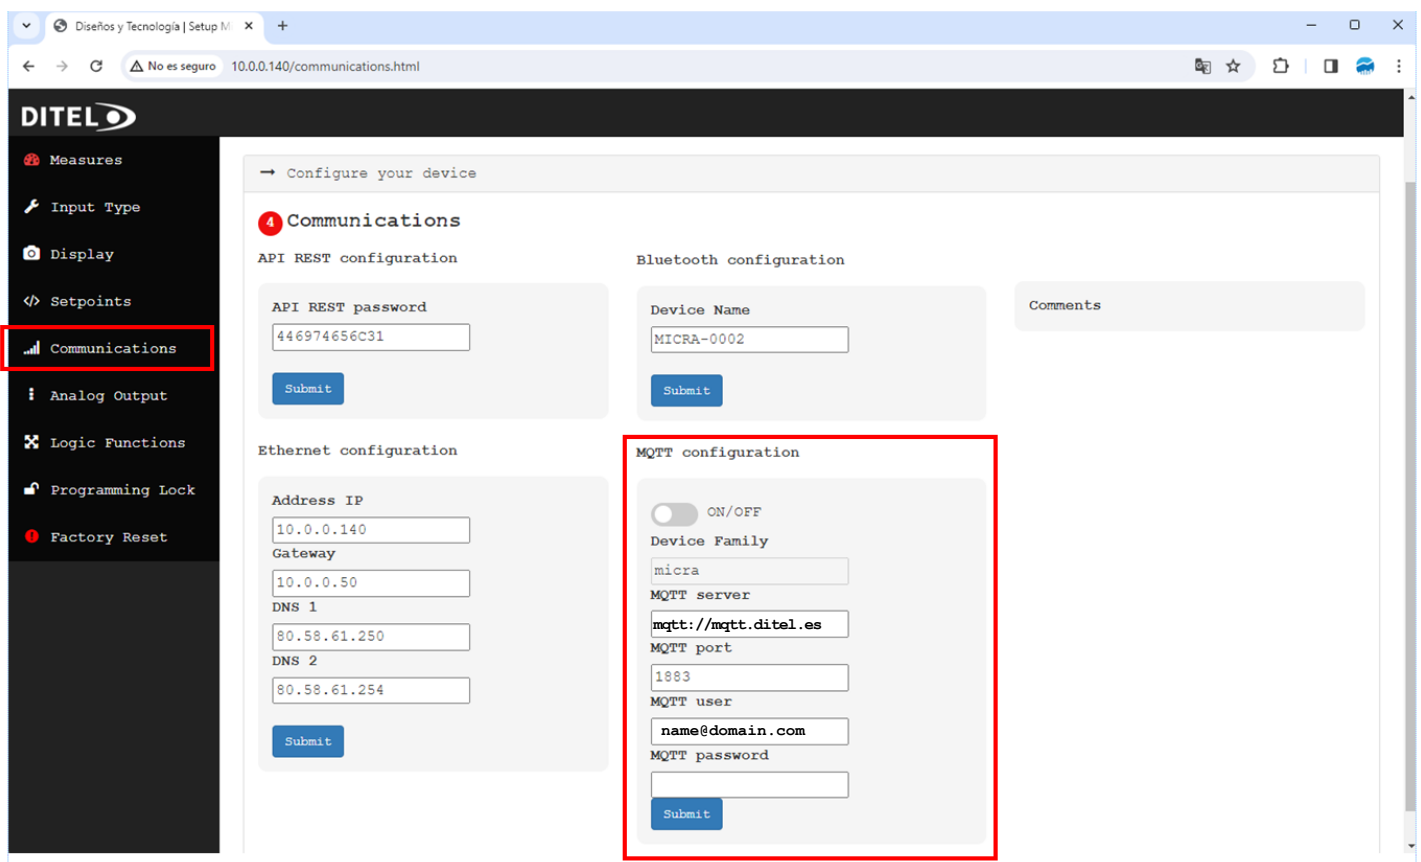 Diseños y Tecnología | Setup M
No es seguro
10.0.0.140/communications.html
DITEL
Measures
Input Type
Display
Setpoints
Communications
Analog Output
Logic Functions
Programming Lock
Factory Reset
Configure your device
4 Communications
API REST configuration
API REST password
446974656C31
Submit
Bluetooth configuration
Device Name
MICRA-0002
Submit
Comments
Ethernet configuration
Address IP
10.0.0.140
Gateway
10.0.0.50
DNS 1
80.58.61.250
DNS 2
80.58.61.254
Submit
MQTT configuration
ON/OFF
Device Family
micra
MQTT server
mqtt://mqtt.ditel.es
MQTT port
1883
MQTT user
name@domain.com
MQTT password
Submit